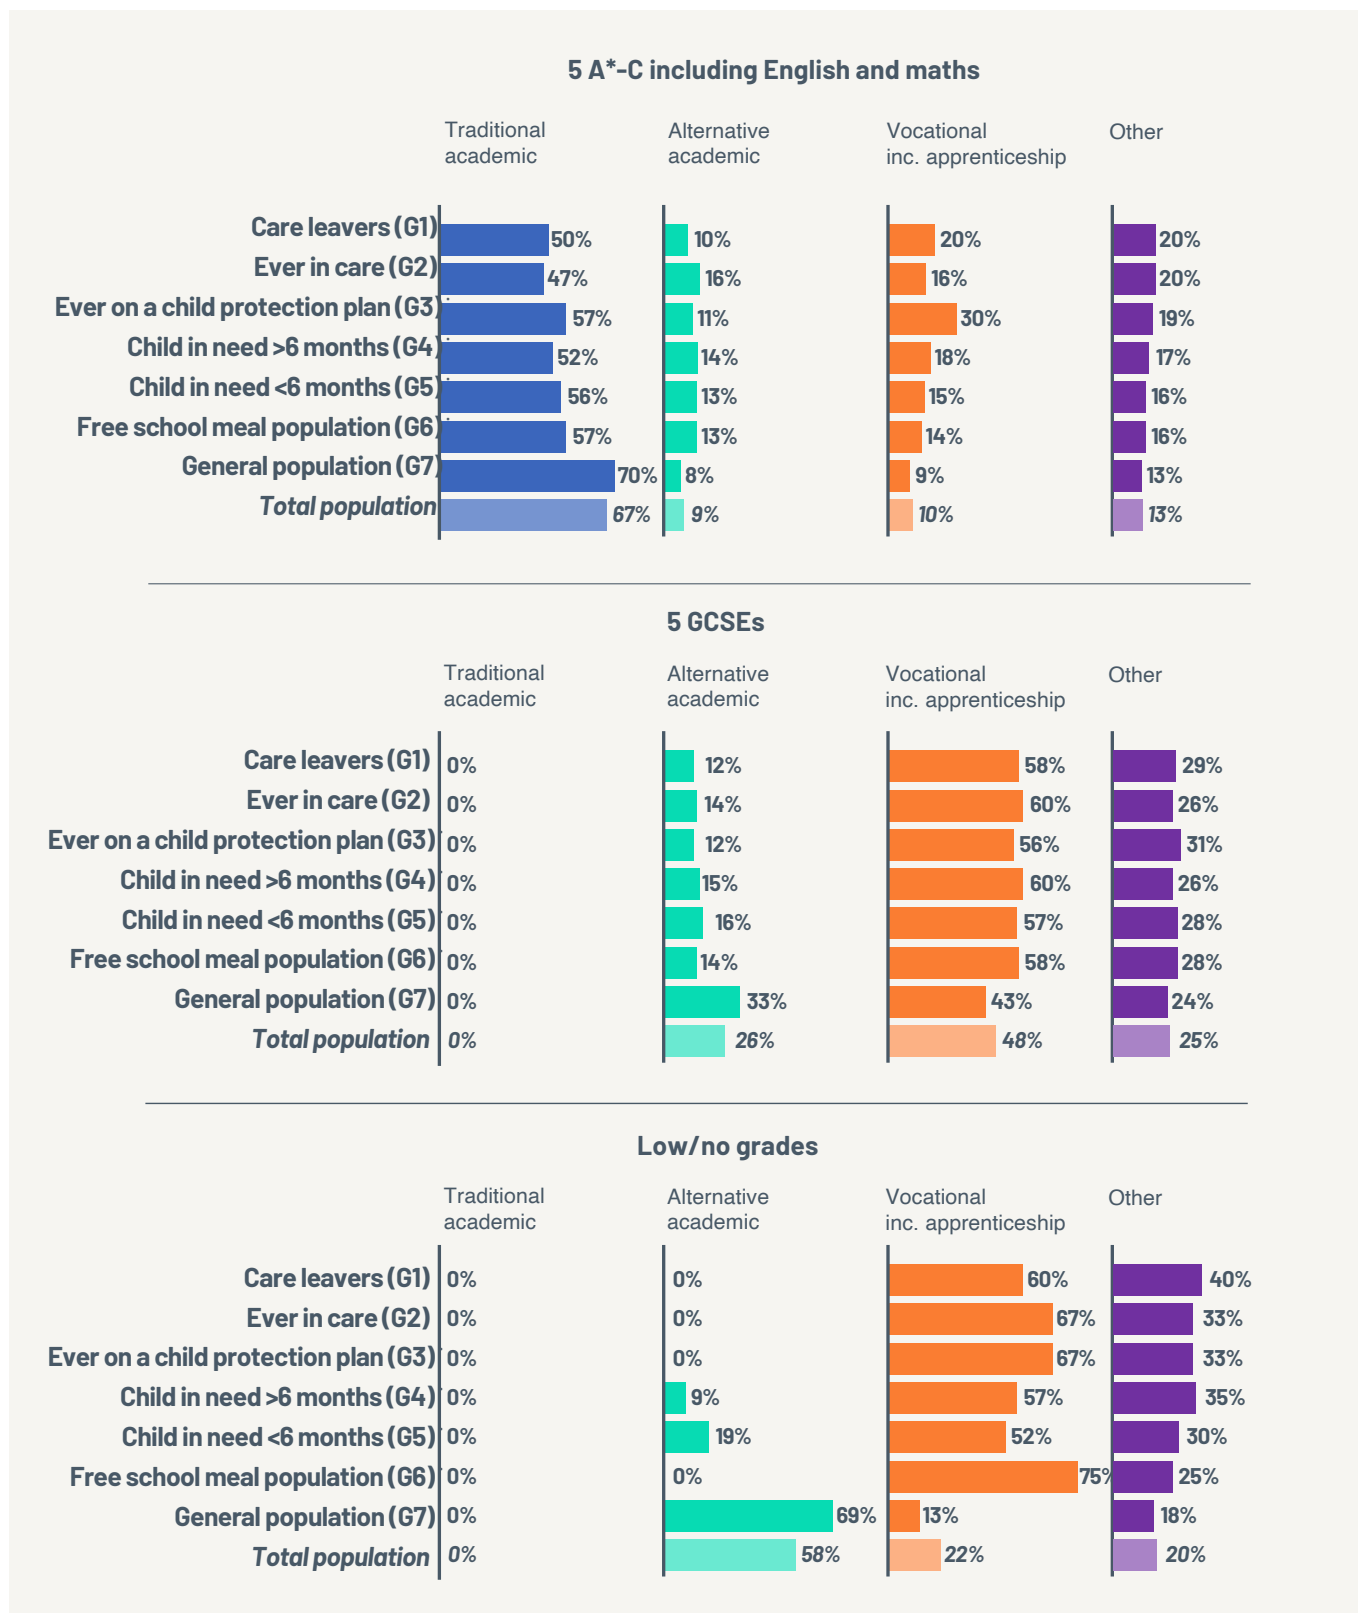 5 A*-C including English and maths
Traditional academic
Alternative academic
Vocational inc. apprenticeship
Other
Care leavers (G1) 50% 10% 20% 20%
Ever in care (G2) 47% 16% 16% 20%
Ever on a child protection plan (G3) 57% 11% 30% 19%
Child in need >6 months (G4) 52% 14% 18% 17%
Child in need <6 months (G5) 56% 13% 15% 16%
Free school meal population (G6) 57% 13% 14% 16%
General population (G7) 70% 8% 9% 13%
Total population 67% 9% 10% 13%
5 GCSEs
Traditional academic
Alternative academic
Vocational inc. apprenticeship
Other
Care leavers (G1) 0% 12% 58% 29%
Ever in care (G2) 0% 14% 60% 26%
Ever on a child protection plan (G3) 0% 12% 56% 31%
Child in need >6 months (G4) 0% 15% 60% 26%
Child in need <6 months (G5) 0% 16% 57% 28%
Free school meal population (G6) 0% 14% 58% 28%
General population (G7) 0% 33% 43% 24%
Total population 0% 26% 48% 25%
Low/no grades
Traditional academic
Alternative academic
Vocational inc. apprenticeship
Other
Care leavers (G1) 0% 0% 60% 40%
Ever in care (G2) 0% 0% 67% 33%
Ever on a child protection plan (G3) 0% 0% 67% 33%
Child in need >6 months (G4) 0% 9% 57% 35%
Child in need <6 months (G5) 0% 19% 52% 30%
Free school meal population (G6) 0% 0% 75% 25%
General population (G7) 0% 69% 13% 18%
Total population 0% 58% 22% 20%